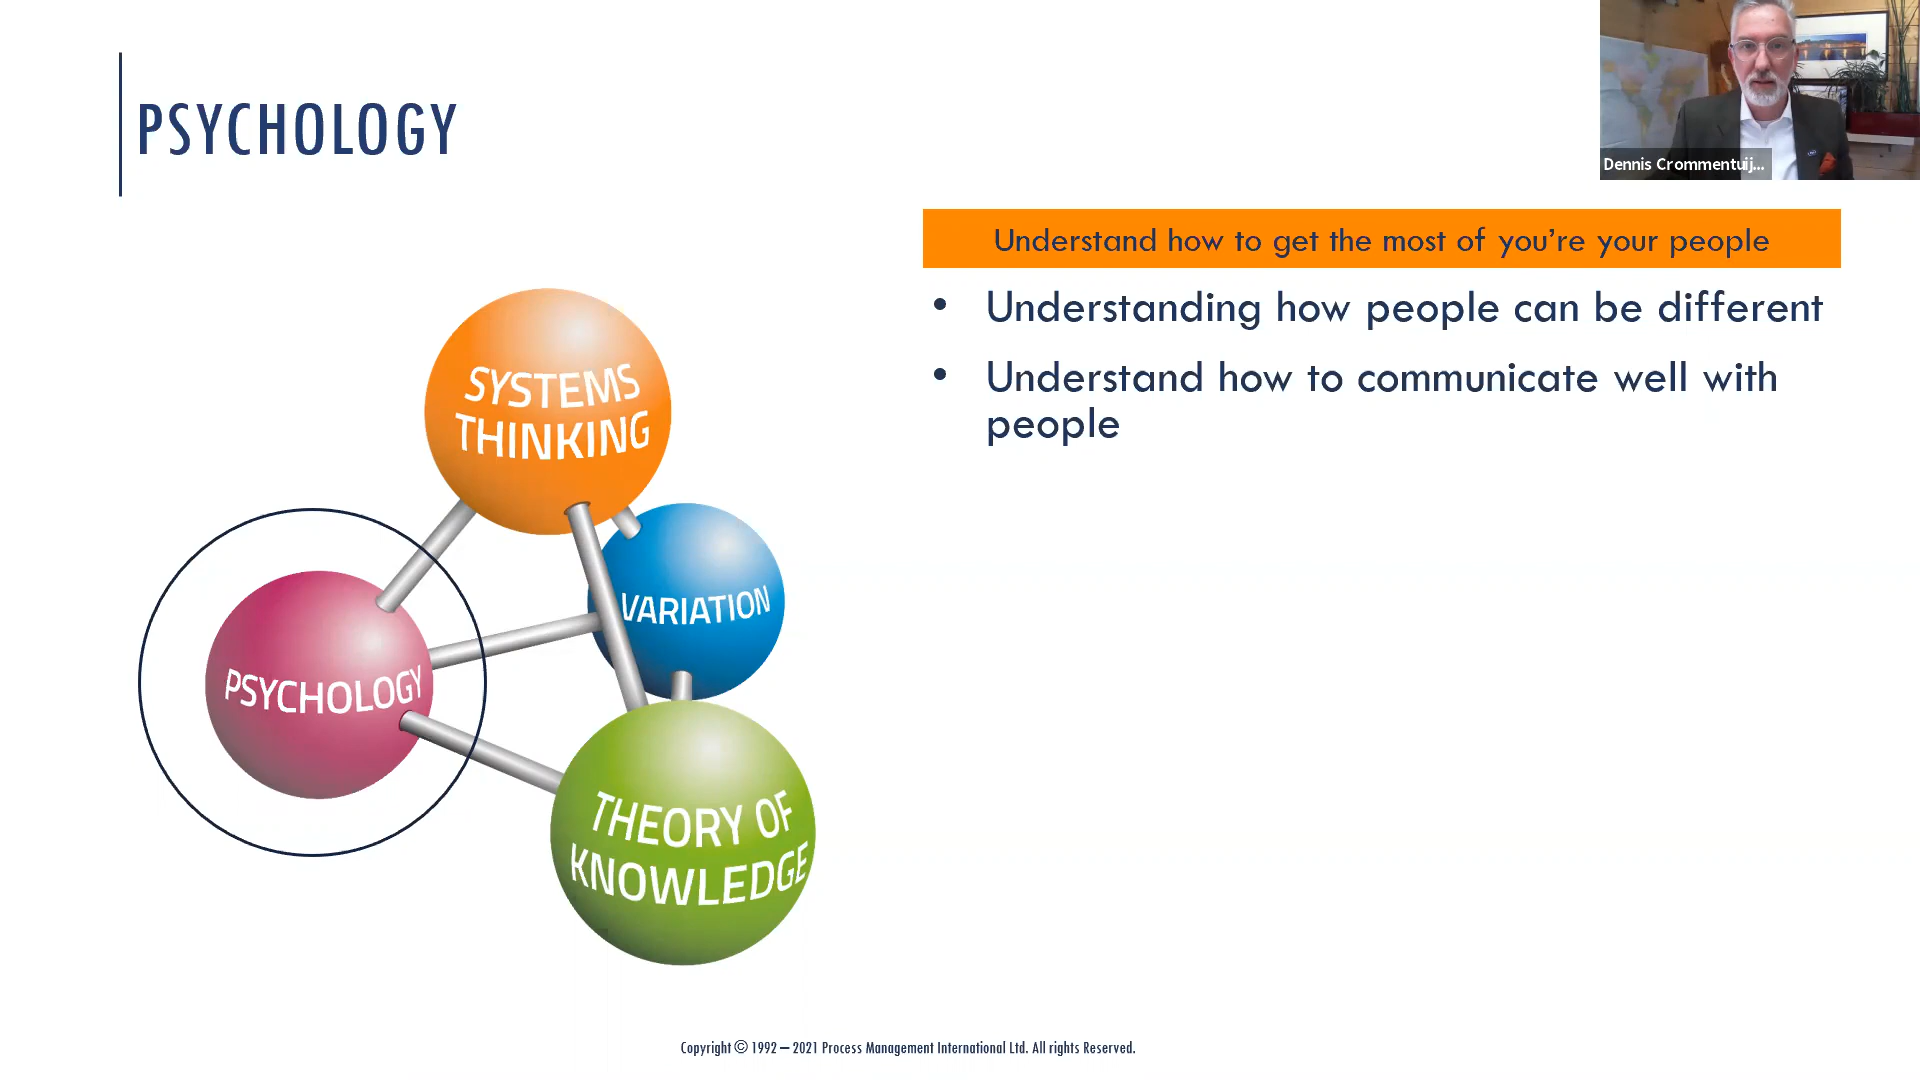 PSYCHOLOGY
Dennis Crommentuij...
Understand how to get the most of you're your people
• Understanding how people can be different
• Understand how to communicate well with
people
SYSTEMS
THINKING
VARIATION
PSYCHOLOGY
THEORY OF
KNOWLEDGE
Copyright © 1992 – 2021 Process Management International Ltd. All rights Reserved.